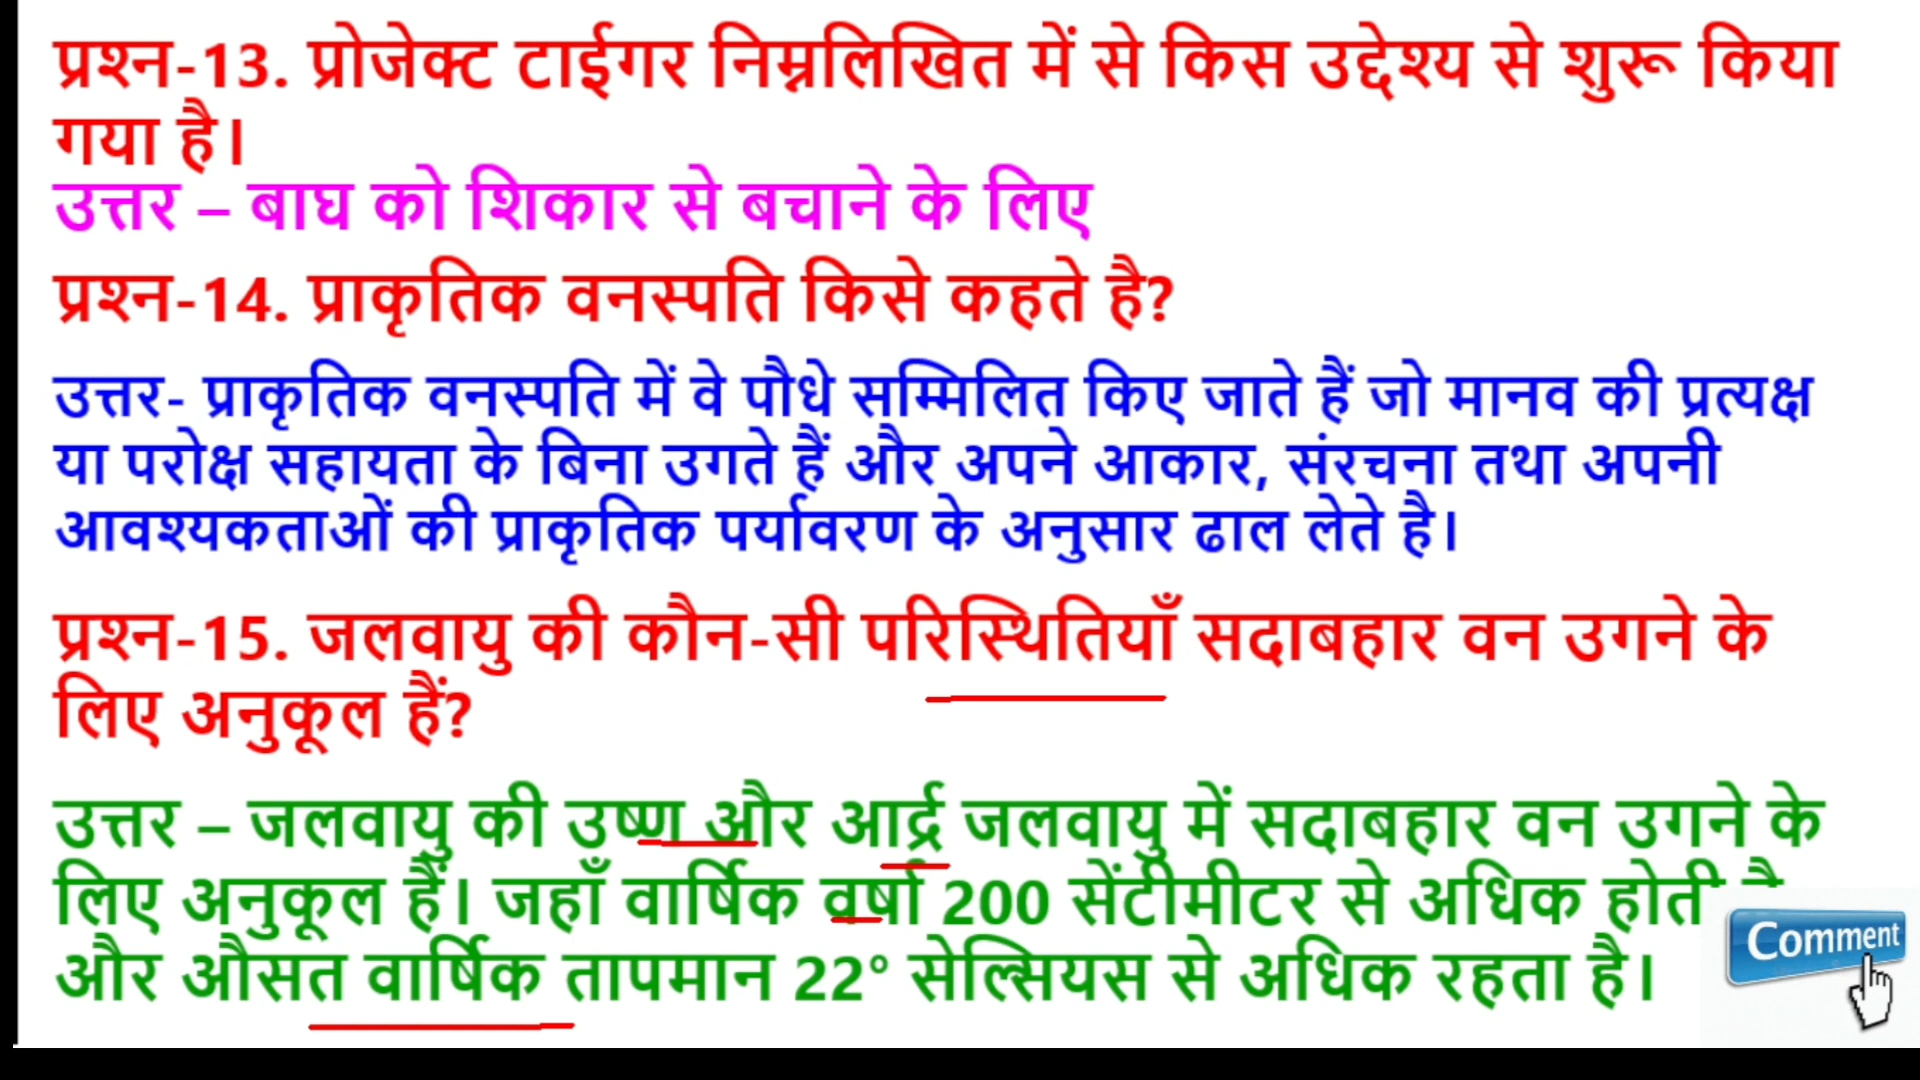 प्रश्न-13. प्रोजेक्ट टाईगर निम्नलिखित में से किस उद्देश्य से शुरू किया
गया है।
उत्तर – बाघ को शिकार से बचाने के लिए
प्रश्न-14. प्राकृतिक वनस्पति किसे कहते है?
उत्तर- प्राकृतिक वनस्पति में वे पौधे सम्मिलित किए जाते हैं जो मानव की प्रत्यक्ष
या परोक्ष सहायता के बिना उगते हैं और अपने आकार, संरचना तथा अपनी
आवश्यकताओं की प्राकृतिक पर्यावरण के अनुसार ढाल लेते है।
प्रश्न-15. जलवायु की कौन-सी परिस्थितियाँ सदाबहार वन उगने के
लिए अनुकूल हैं?
उत्तर – जलवायु की उष्ण और आर्द्र जलवायु में सदाबहार वन उगने के
लिए अनुकूल हैं। जहाँ वार्षिक वर्षा 200 सेंटीमीटर से अधिक होती
और औसत वार्षिक तापमान 22° सेल्सियस से अधिक रहता है।
Comment